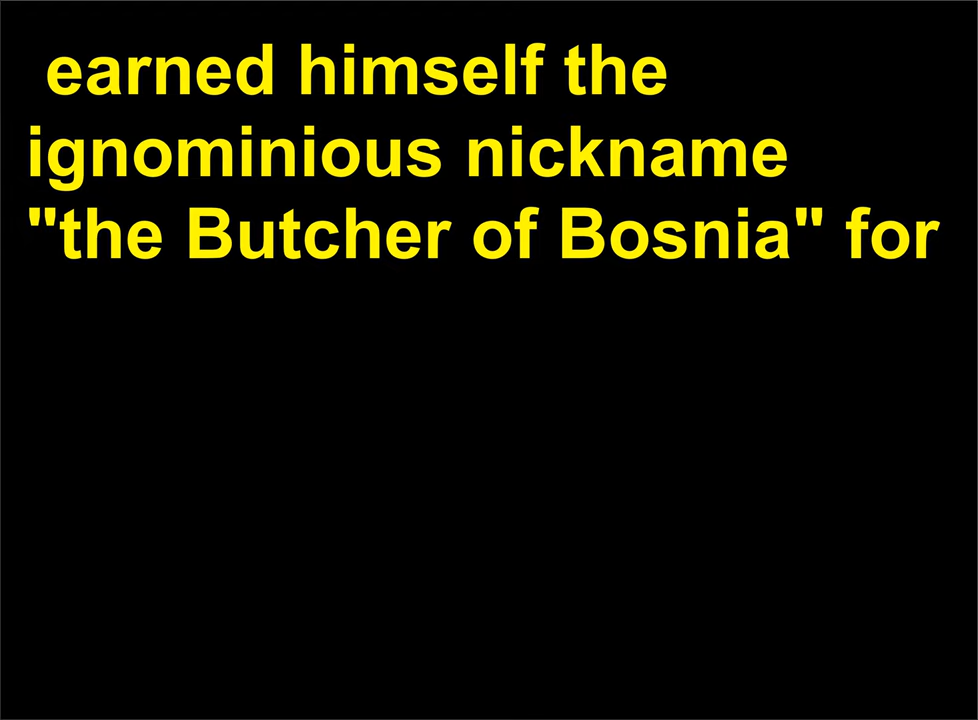 earned himself the
ignominious nickname
"the Butcher of Bosnia" for